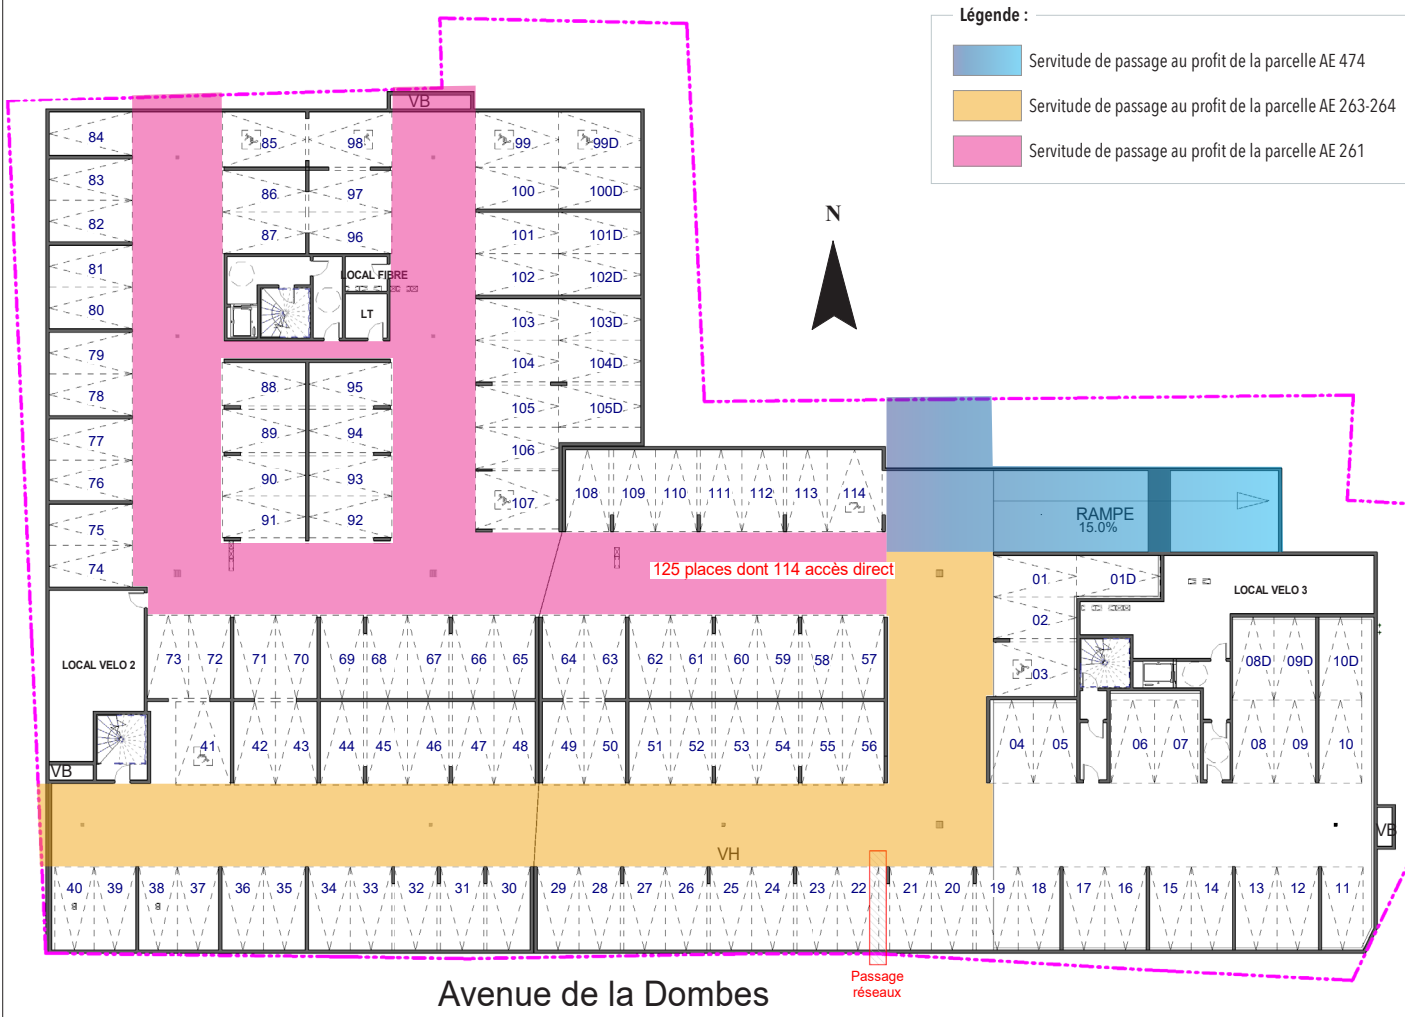 Légende :
Servitude de passage au profit de la parcelle AE 474
Servitude de passage au profit de la parcelle AE 263-264
Servitude de passage au profit de la parcelle AE 261
N
VB
84 85 98 99 99D
83 86 97 100 100D
82 87 96 101 101D
81 LOCAL FIBRE 102 102D
80 LT 103 103D
79 104 104D
78 88 95 105 105D
77 89 94 106
76 90 93 107 108 109 110 111 112 113 114
75 91 92
74
RAMPE
15.0%
125 places dont 114 accès direct
01 01D
LOCAL VELO 3
02
03
08D 09D 10D
LOCAL VELO 2
73 72 71 70 69 68 67 66 65 64 63 62 61 60 59 58 57
41 42 43 44 45 46 47 48 49 50 51 52 53 54 55 56
04 05 06 07 08 09 10
VB
VB
VH
40 39 38 37 36 35 34 33 32 31 30 29 28 27 26 25 24 23 22 21 20 19 18 17 16 15 14 13 12 11
Passage
réseaux
Avenue de la Dombes